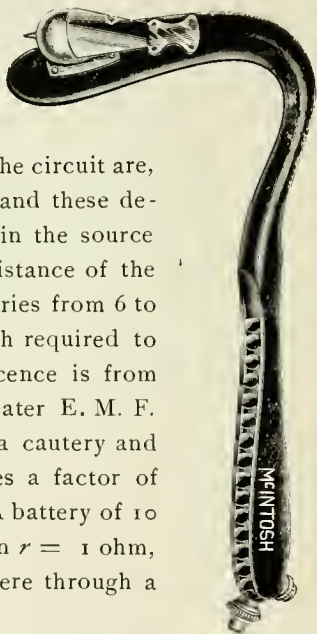 he circuit are,
and these de-
in the source
istance of the
ries from 6 to
h required to
cence is from
ater E. M. F.
a cautery and
es a factor of
A battery of 10
n r = 1 ohm,
ere through a
McINTOSH